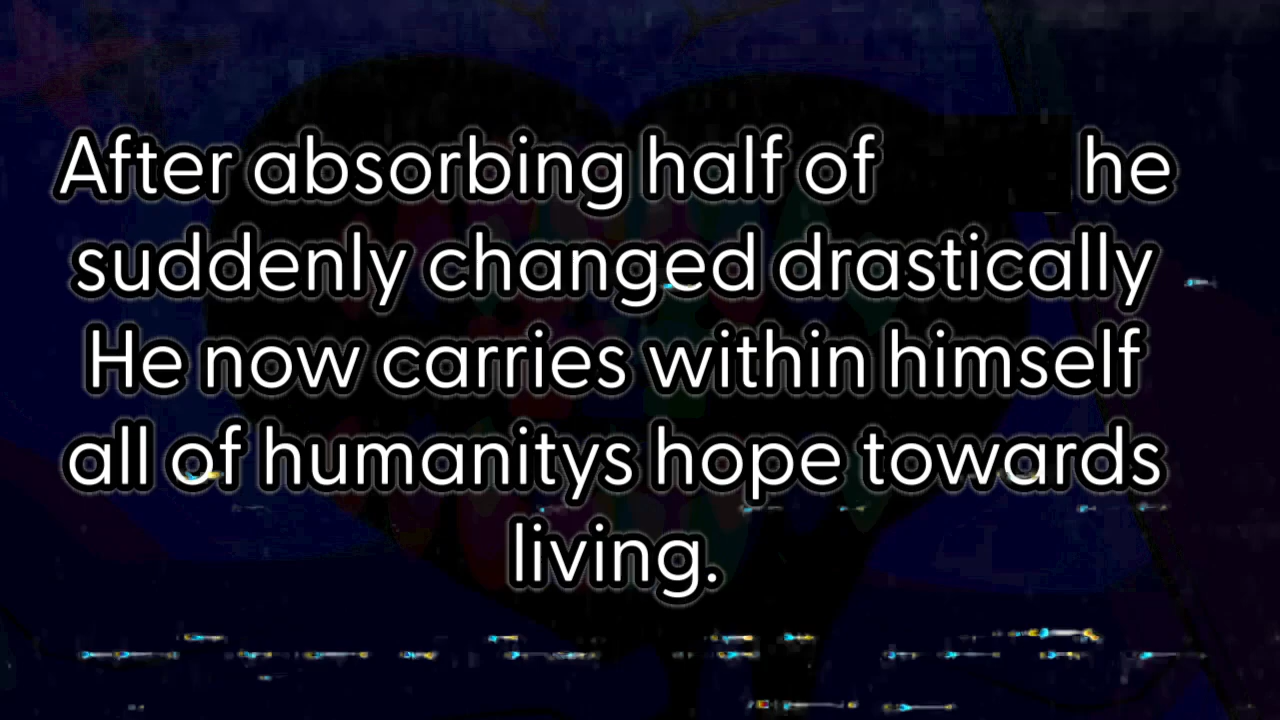 After absorbing half of he
suddenly changed drastically
He now carries within himself
all of humanitys hope towards
living.